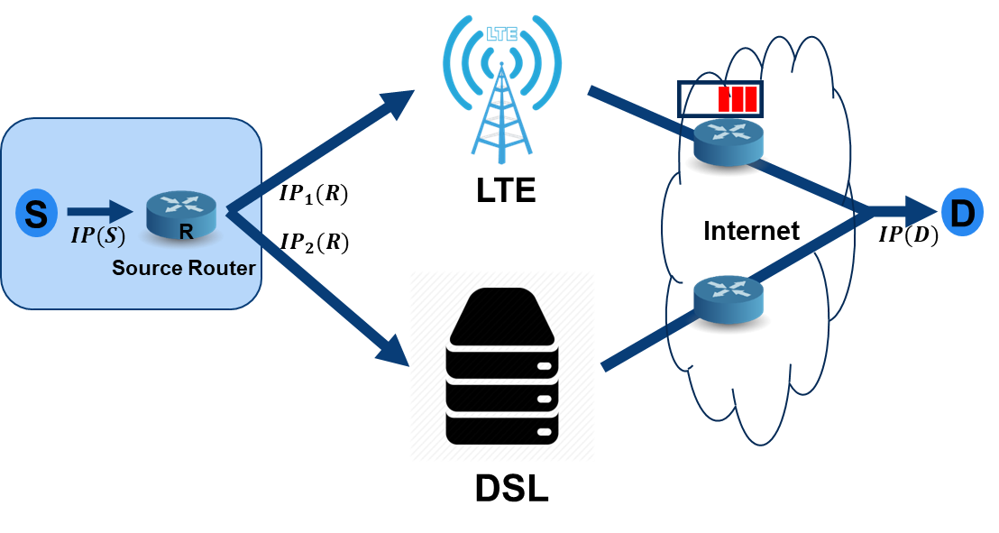 LTE
LTE
IP₁(R)
S
IP(S)
R
Source Router
IP₂(R)
Internet
IP(D)
D
DSL